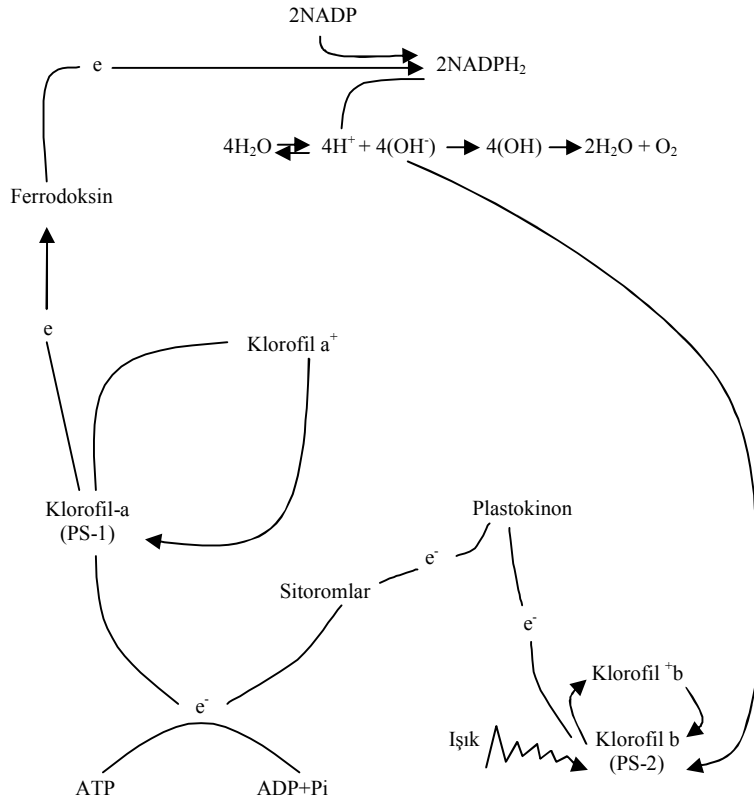 2NADP
e
2NADPH₂
4H₂O 4H⁺ + 4(OH⁻) 4(OH) 2H₂O + O₂
Ferrodoksin
e
Klorofil a⁺
Klorofil-a
(PS-1)
Plastokinon
e⁻
Sitoromlar
e⁻
Klorofil ⁺b
e⁻
Işık
Klorofil b
(PS-2)
ATP
ADP+Pi